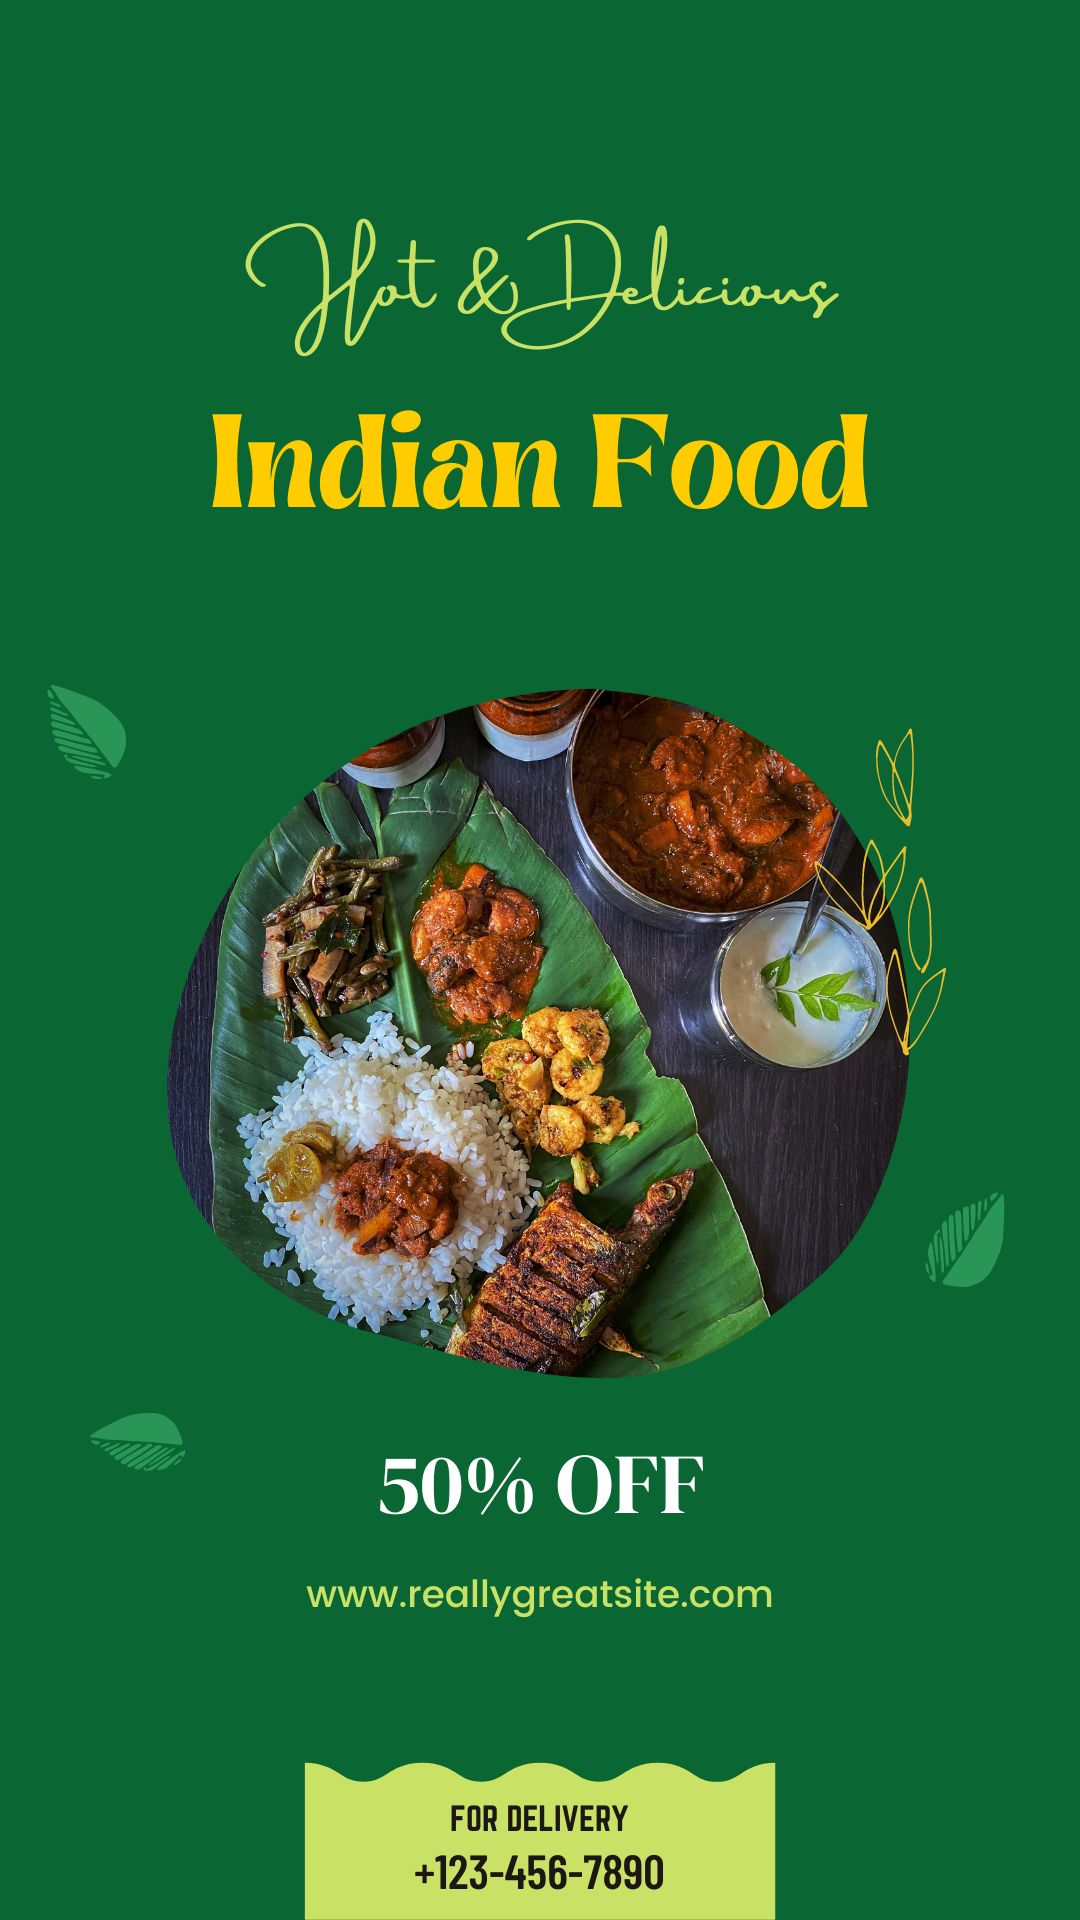 Hot & Delicious
Indian Food
50% OFF
www.reallygreatsite.com
FOR DELIVERY
+123-456-7890